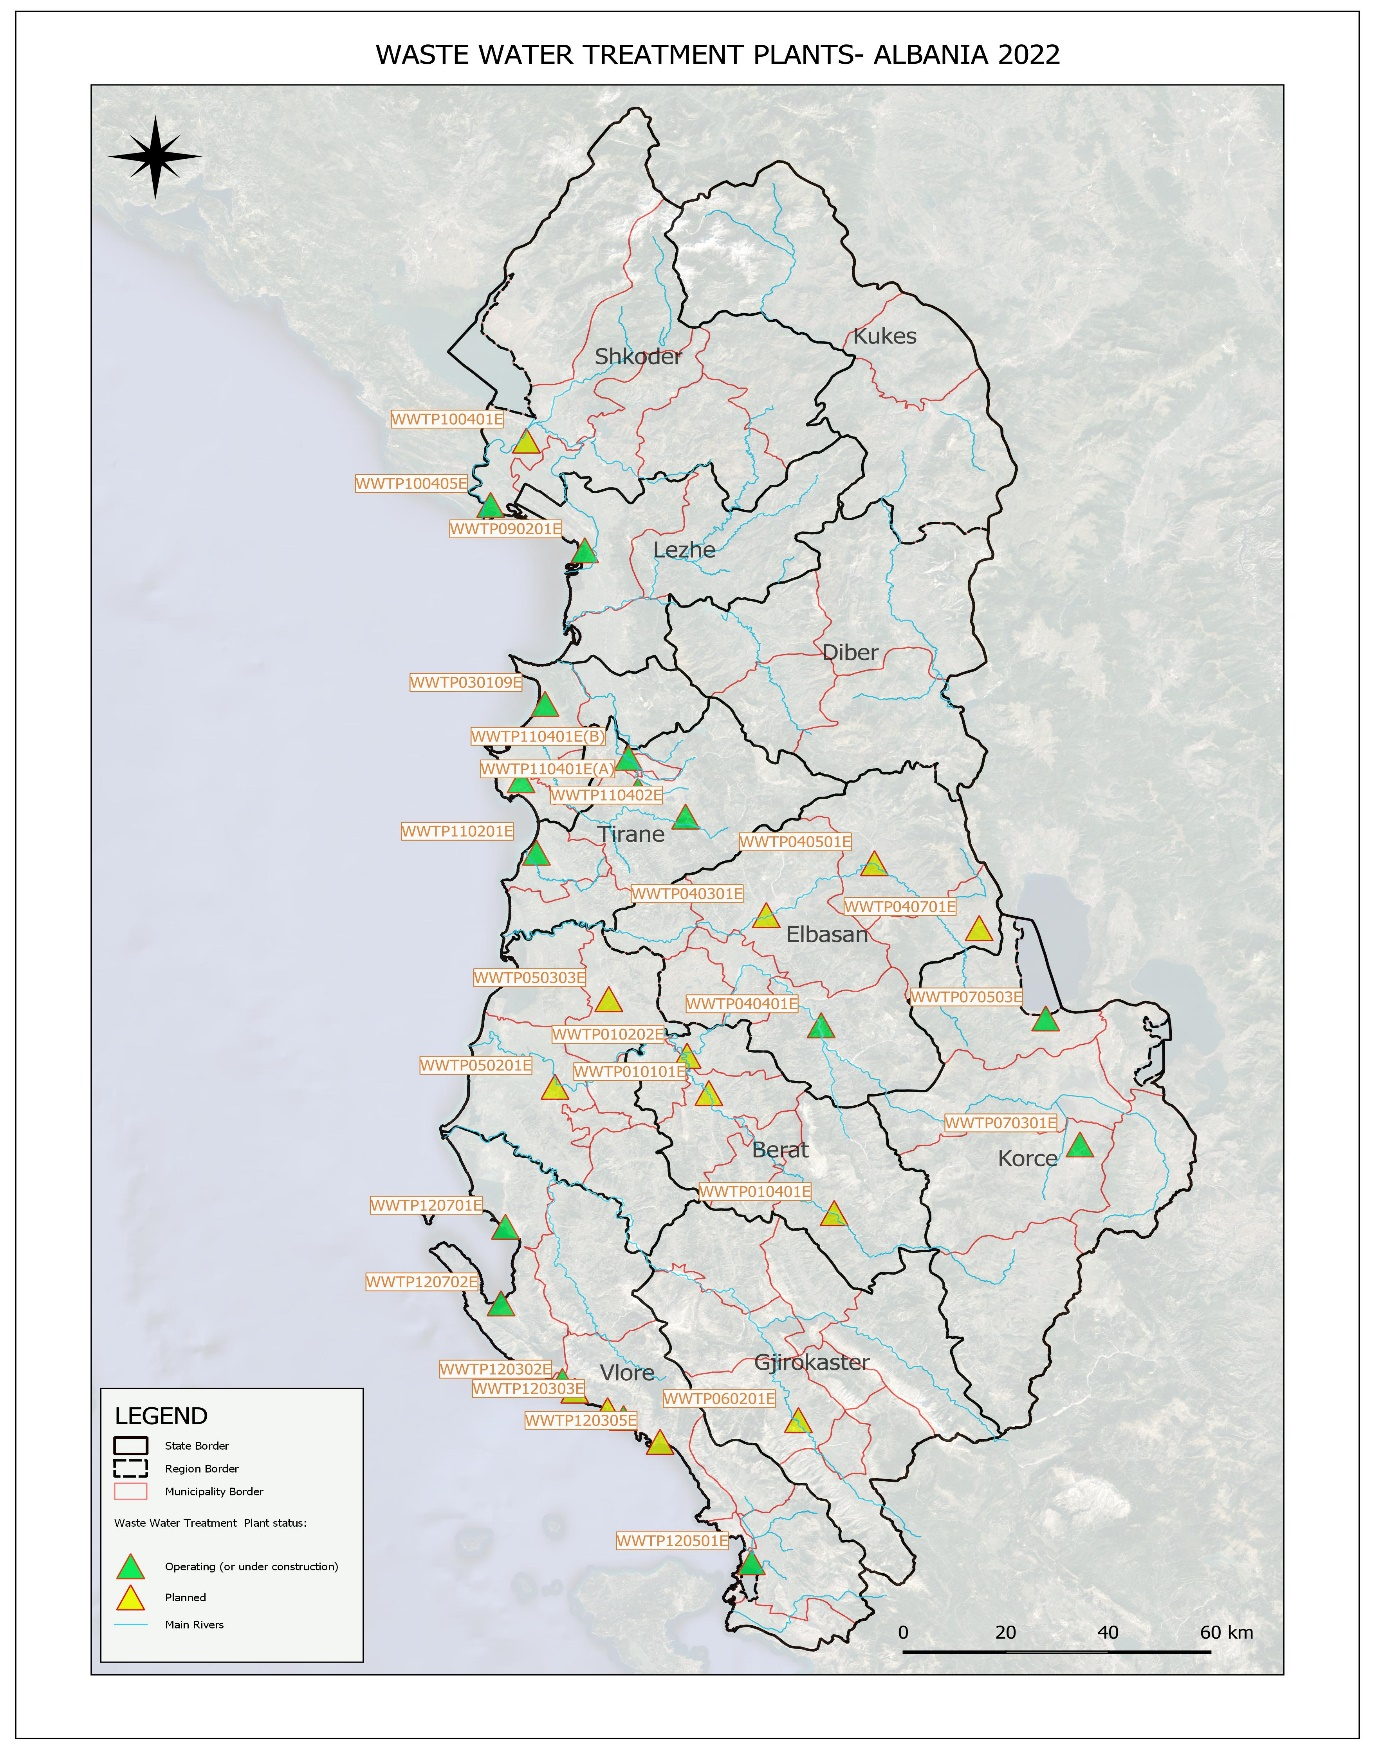 WASTE WATER TREATMENT PLANTS- ALBANIA 2022
Kukes
Shkoder
WWTP100401E
WWTP100405E
WWTP090201E
Lezhe
Diber
WWTP030109E
WWTP110401E(B)
WWTP110401E(A)
WWTP110402E
WWTP110201E
Tirane
WWTP040501E
WWTP040301E
WWTP040701E
Elbasan
WWTP050303E
WWTP040401E
WWTP070503E
WWTP010202E
WWTP050201E
WWTP010101E
WWTP070301E
Berat
Korce
WWTP010401E
WWTP120701E
WWTP120702E
Gjirokaster
WWTP120302E
Vlore
WWTP120303E
WWTP060201E
WWTP120305E
WWTP120501E
LEGEND
State Border
Region Border
Municipality Border
Waste Water Treatment Plant status:
Operating (or under construction)
Planned
Main Rivers
0 20 40 60 km